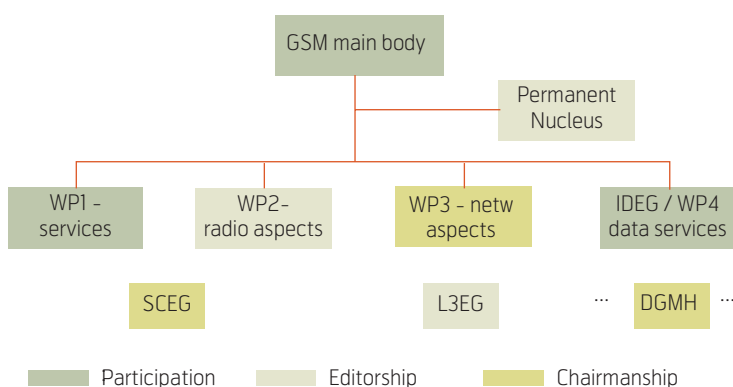 GSM main body
Permanent
Nucleus
WP1 -
services
WP2-
radio aspects
WP3 - netw
aspects
IDEG / WP4
data services
SCEG
L3EG
...
DGMH
...
Participation
Editorship
Chairmanship